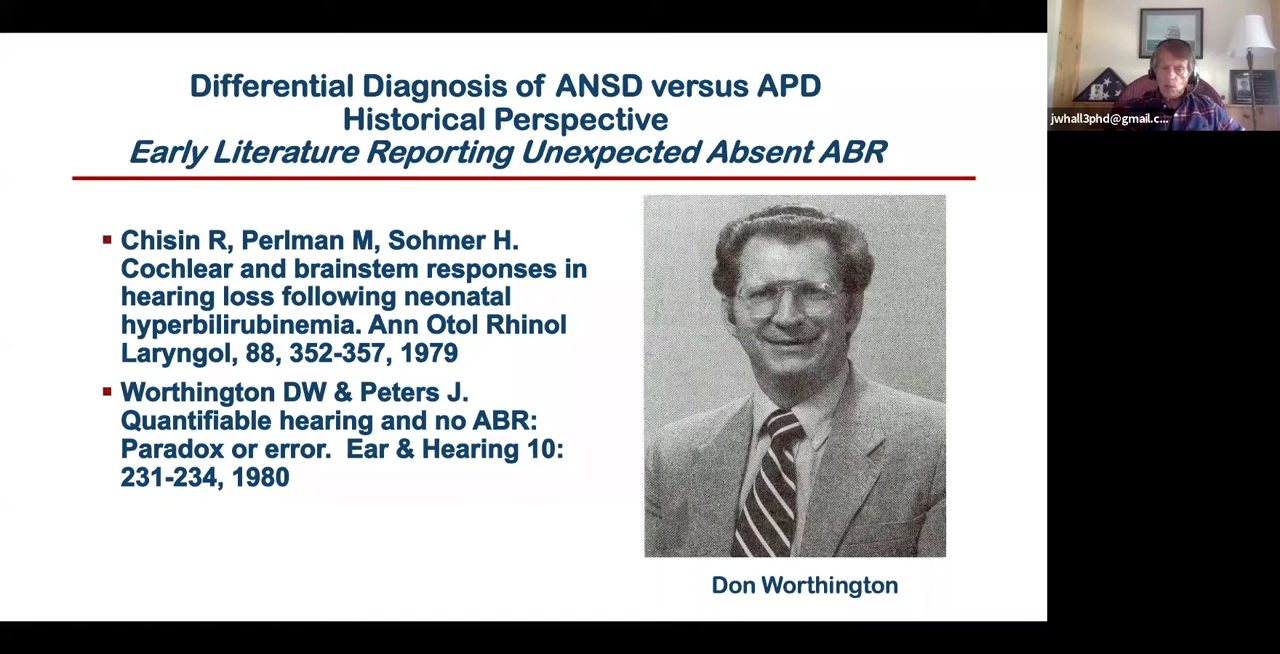 Differential Diagnosis of ANSD versus APD
Historical Perspective
Early Literature Reporting Unexpected Absent ABR
▪ Chisin R, Perlman M, Sohmer H.
Cochlear and brainstem responses in
hearing loss following neonatal
hyperbilirubinemia. Ann Otol Rhinol
Laryngol, 88, 352-357, 1979
▪ Worthington DW & Peters J.
Quantifiable hearing and no ABR:
Paradox or error.  Ear & Hearing 10:
231-234, 1980
Don Worthington
jwhall3phd@gmail.c...